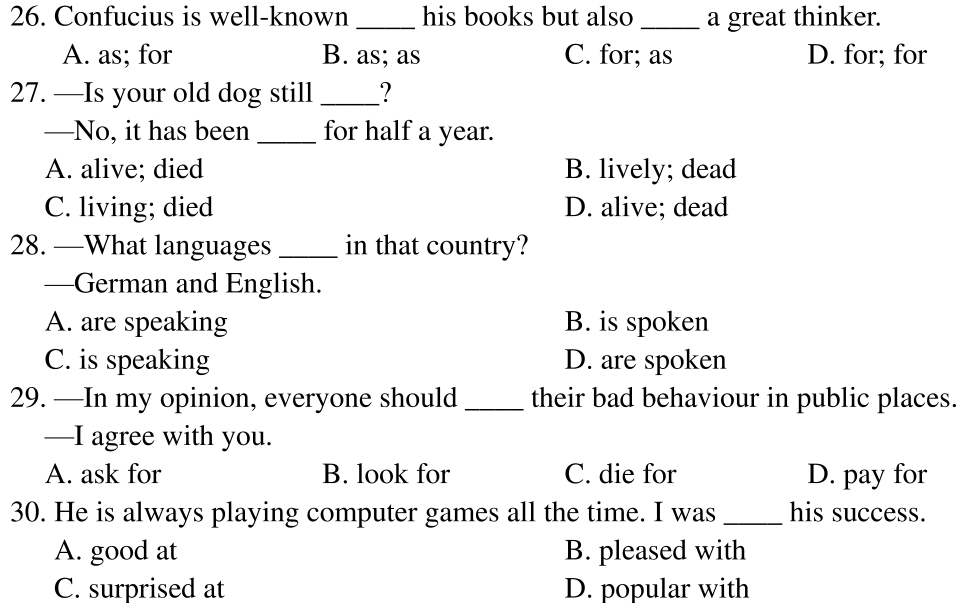 26. Confucius is well-known ____ his books but also ____ a great thinker.
A. as; for B. as; as C. for; as D. for; for
27. —Is your old dog still ____?
—No, it has been ____ for half a year.
A. alive; died B. lively; dead
C. living; died D. alive; dead
28. —What languages ____ in that country?
—German and English.
A. are speaking B. is spoken
C. is speaking D. are spoken
29. —In my opinion, everyone should ____ their bad behaviour in public places.
—I agree with you.
A. ask for B. look for C. die for D. pay for
30. He is always playing computer games all the time. I was ____ his success.
A. good at B. pleased with
C. surprised at D. popular with